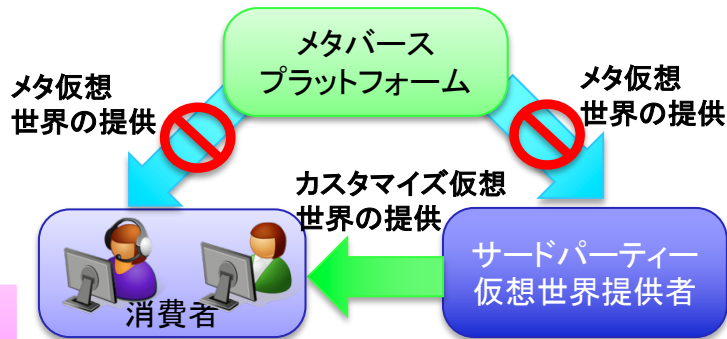 メタバース
プラットフォーム
メタ仮想
世界の提供
メタ仮想
世界の提供
カスタマイズ仮想
世界の提供
消費者
サードパーティー
仮想世界提供者